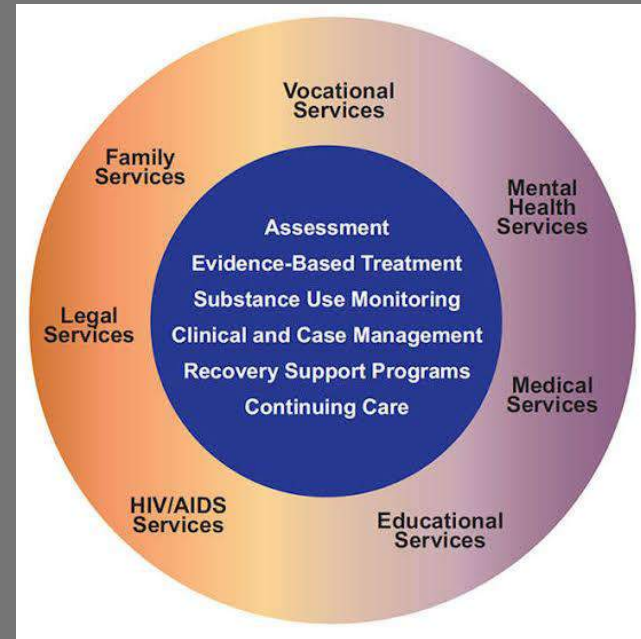 Vocational
Services
Family
Services
Mental
Health
Services
Assessment
Evidence-Based Treatment
Substance Use Monitoring
Clinical and Case Management
Recovery Support Programs
Continuing Care
Legal
Services
Medical
Services
HIV/AIDS
Services
Educational
Services